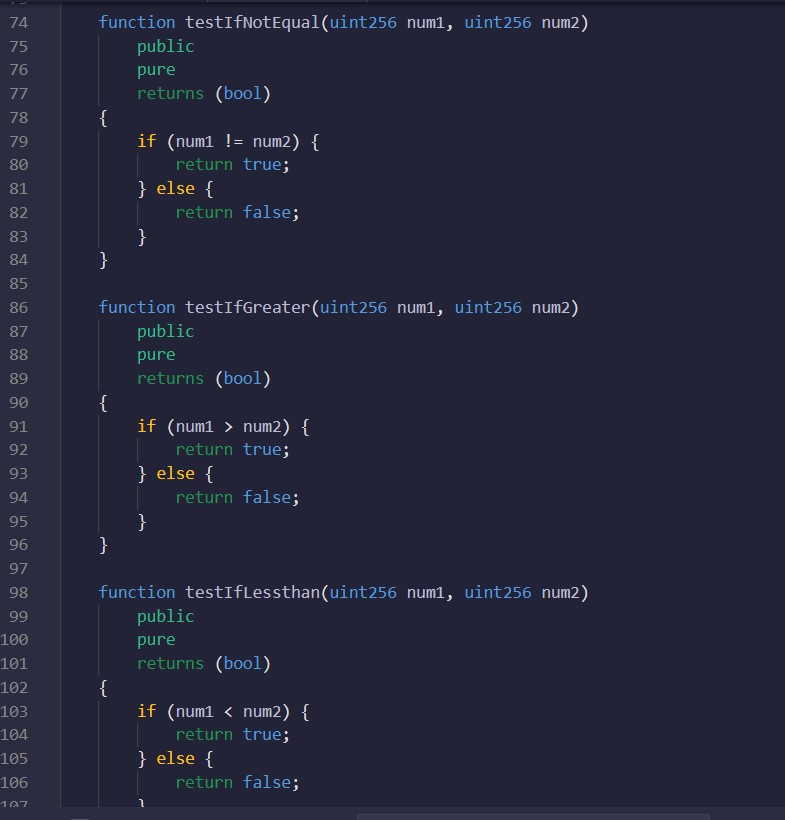 74 function testIfNotEqual(uint256 num1, uint256 num2)
75 public
76 pure
77 returns (bool)
78 {
79 if (num1 != num2) {
80 return true;
81 } else {
82 return false;
83 }
84 }
85
86 function testIfGreater(uint256 num1, uint256 num2)
87 public
88 pure
89 returns (bool)
90 {
91 if (num1 > num2) {
92 return true;
93 } else {
94 return false;
95 }
96 }
97
98 function testIfLessthan(uint256 num1, uint256 num2)
99 public
100 pure
101 returns (bool)
102 {
103 if (num1 < num2) {
104 return true;
105 } else {
106 return false;
107 }